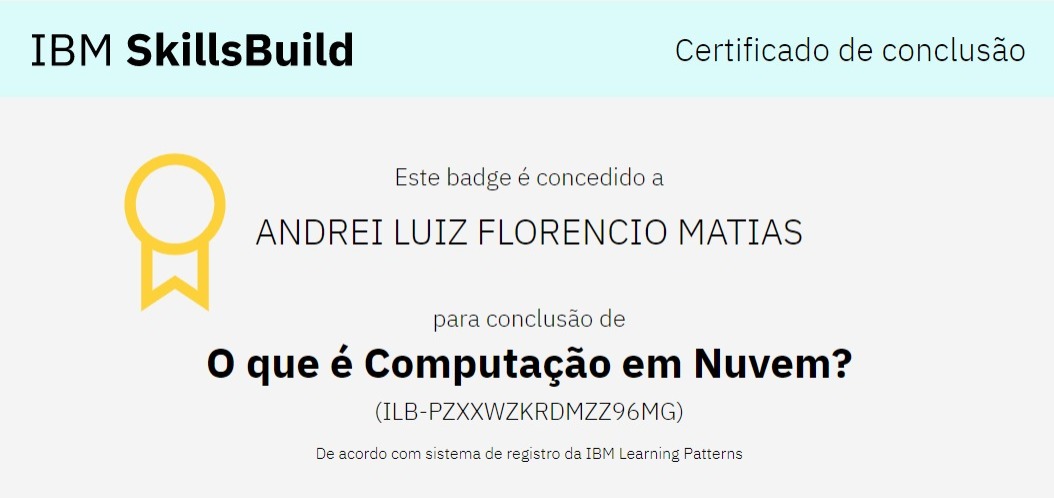 IBM SkillsBuild
Certificado de conclusão
Este badge é concedido a
ANDREI LUIZ FLORENCIO MATIAS
para conclusão de
O que é Computação em Nuvem?
(ILB-PZXXWZKRDMZZ96MG)
De acordo com sistema de registro da IBM Learning Patterns